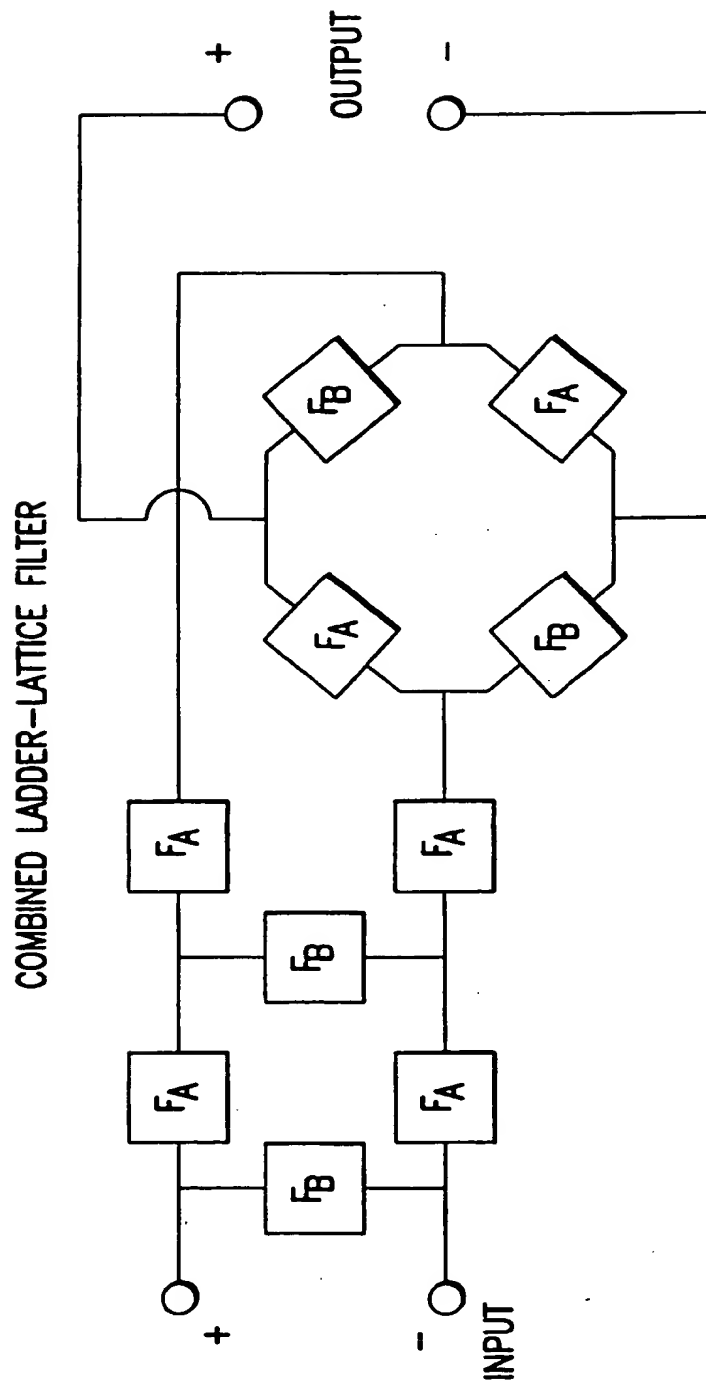 COMBINED LADDER-LATTICE FILTER
+
-
INPUT
FB
FA
FA
FB
FA
FA
FA
FB
FB
FA
+
OUTPUT
-